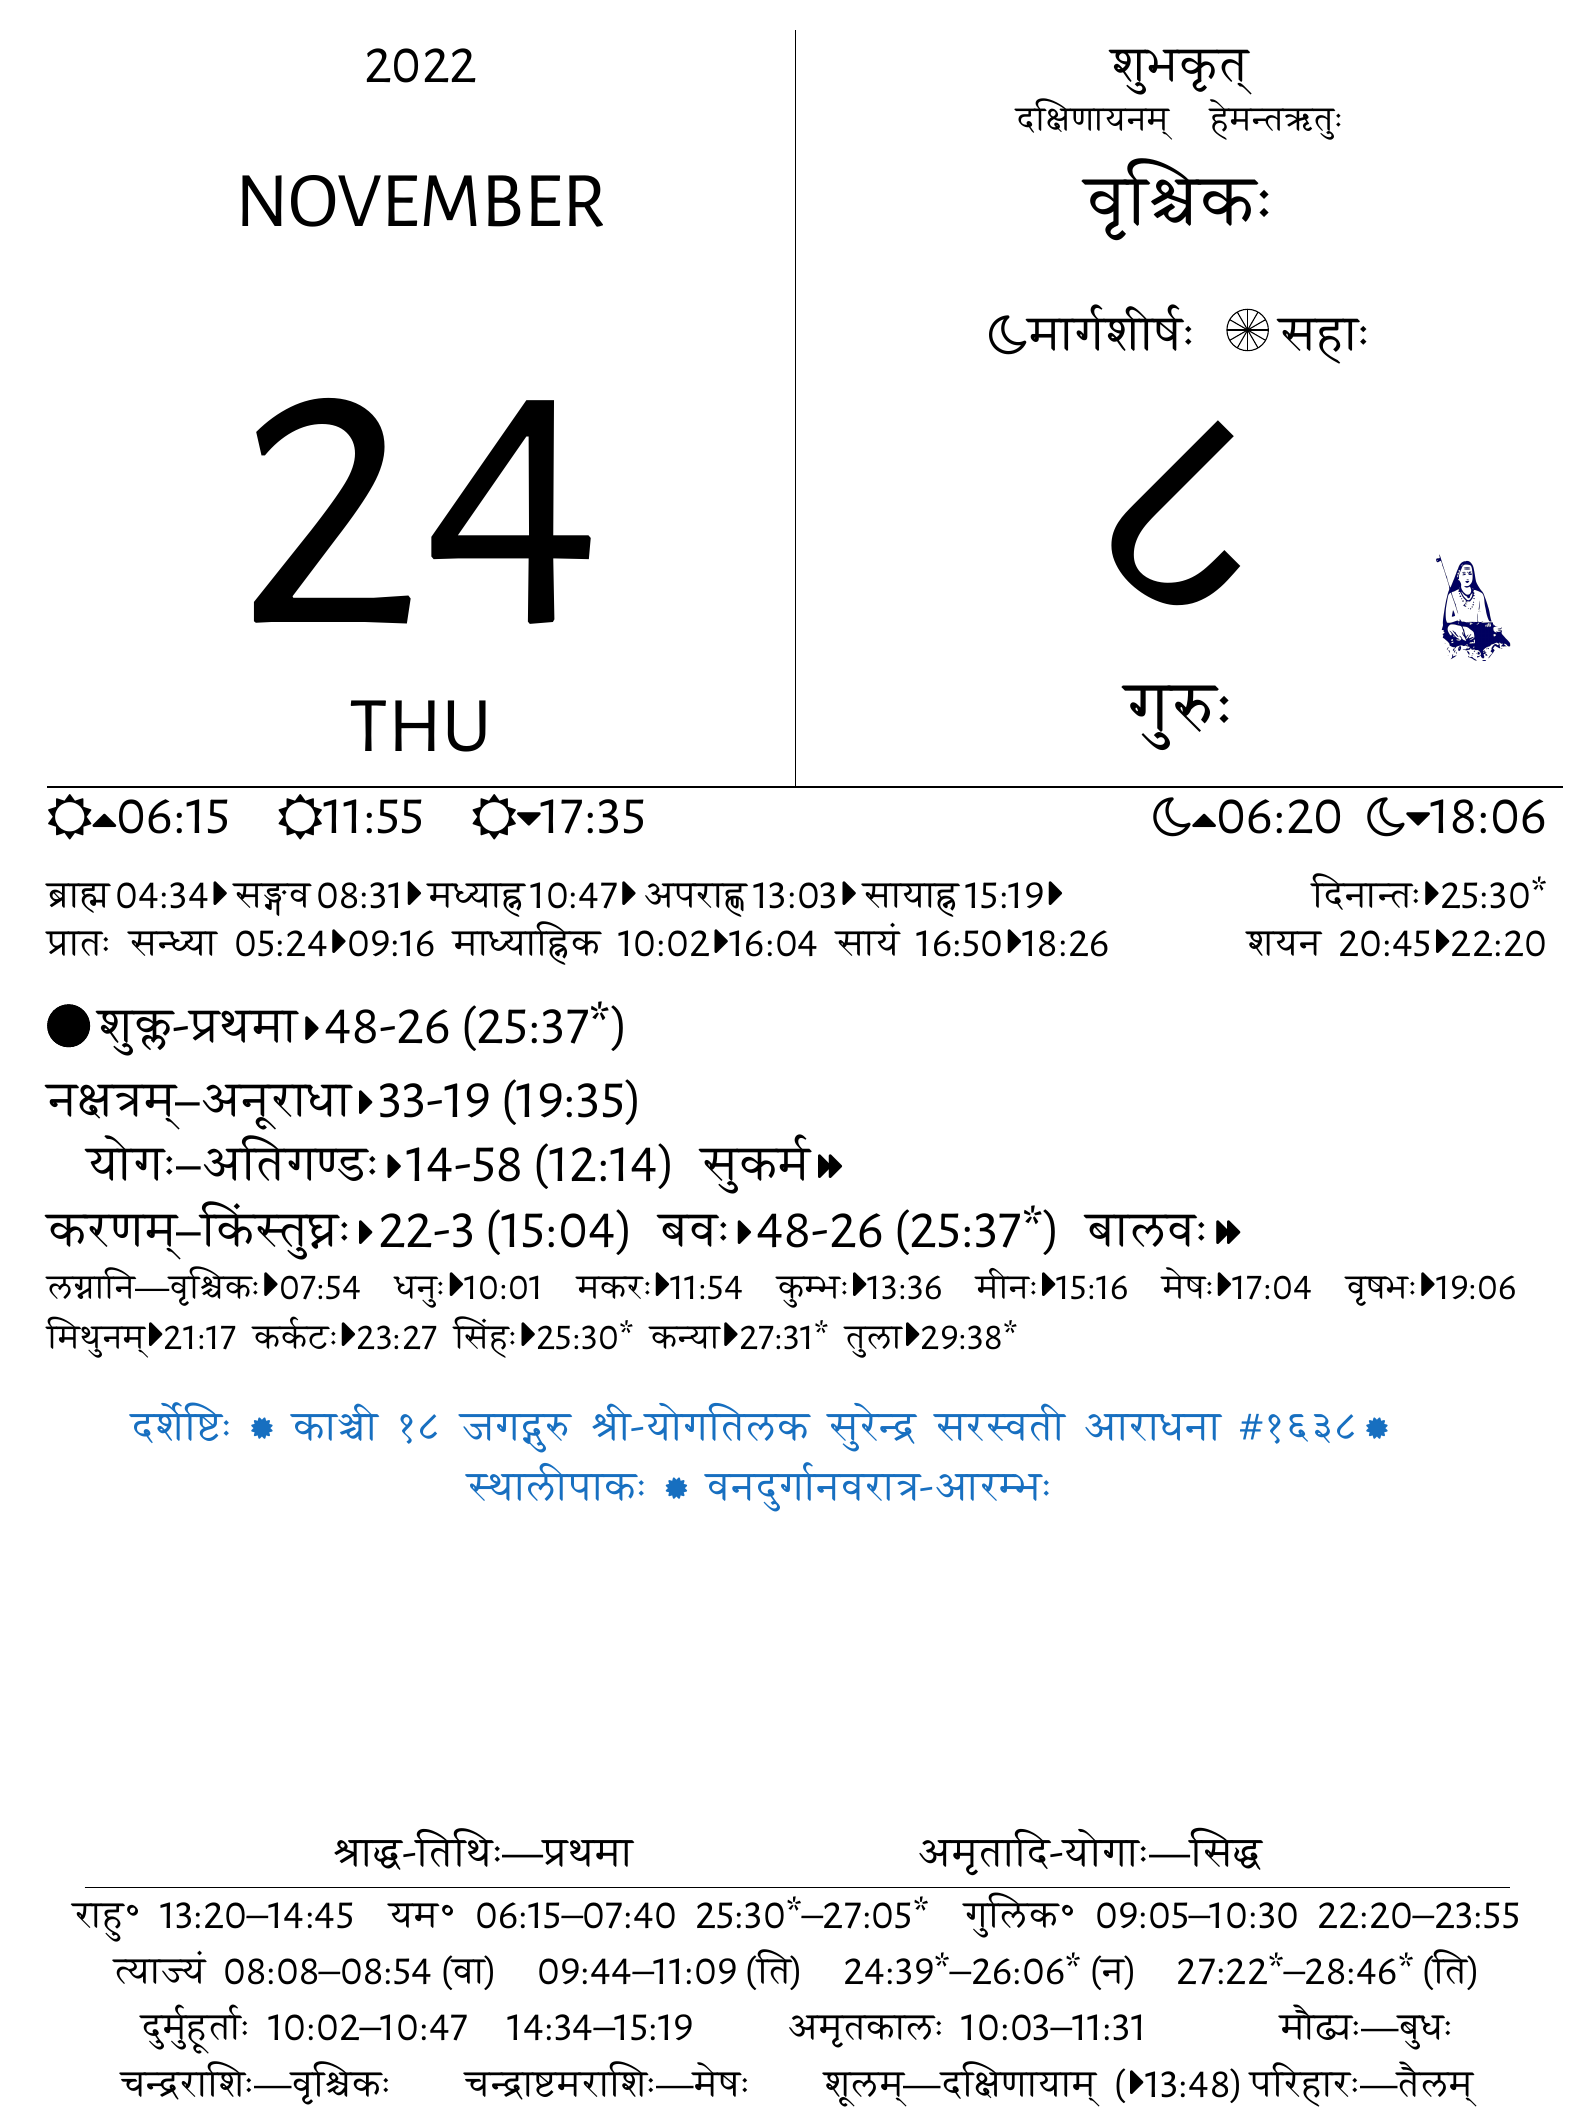 2022
NOVEMBER
24
THU
शुभकृत्
दक्षिणायनम् हेमन्तऋतुः
वृश्चिकः
मार्गशीर्षः सहाः
८
गुरुः
06:15 11:55 17:35 06:20 18:06
ब्राह्म 04:34 सङ्गव 08:31 मध्याह्न 10:47 अपराह्ण 13:03 सायाह्न 15:19 दिनान्तः 25:30*
प्रातः सन्ध्या 05:24 09:16 माध्याह्निक 10:02 16:04 सायं 16:50 18:26 शयन 20:45 22:20
शुक्ल-प्रथमा 48-26 (25:37*)
नक्षत्रम्–अनूराधा 33-19 (19:35)
योगः–अतिगण्डः 14-58 (12:14) सुकर्म
करणम्–किंस्तुघ्नः 22-3 (15:04) बवः 48-26 (25:37*) बालवः
लग्नानि—वृश्चिकः 07:54 धनुः 10:01 मकरः 11:54 कुम्भः 13:36 मीनः 15:16 मेषः 17:04 वृषभः 19:06
मिथुनम् 21:17 कर्कटः 23:27 सिंहः 25:30* कन्या 27:31* तुला 29:38*
दर्शेष्टिः ✹ काञ्ची १८ जगद्गुरु श्री-योगतिलक सुरेन्द्र सरस्वती आराधना #१६३८ ✹
स्थालीपाकः ✹ वनदुर्गानवरात्र-आरम्भः
श्राद्ध-तिथिः—प्रथमा अमृतादि-योगाः—सिद्ध
राहु॰ 13:20–14:45 यम॰ 06:15–07:40 25:30*–27:05* गुलिक॰ 09:05–10:30 22:20–23:55
त्याज्यं 08:08–08:54 (वा) 09:44–11:09 (ति) 24:39*–26:06* (न) 27:22*–28:46* (ति)
दुर्मुहूर्ताः 10:02–10:47 14:34–15:19 अमृतकालः 10:03–11:31 मौढ्यः—बुधः
चन्द्रराशिः—वृश्चिकः चन्द्राष्टमराशिः—मेषः शूलम्—दक्षिणायाम् (13:48) परिहारः—तैलम्